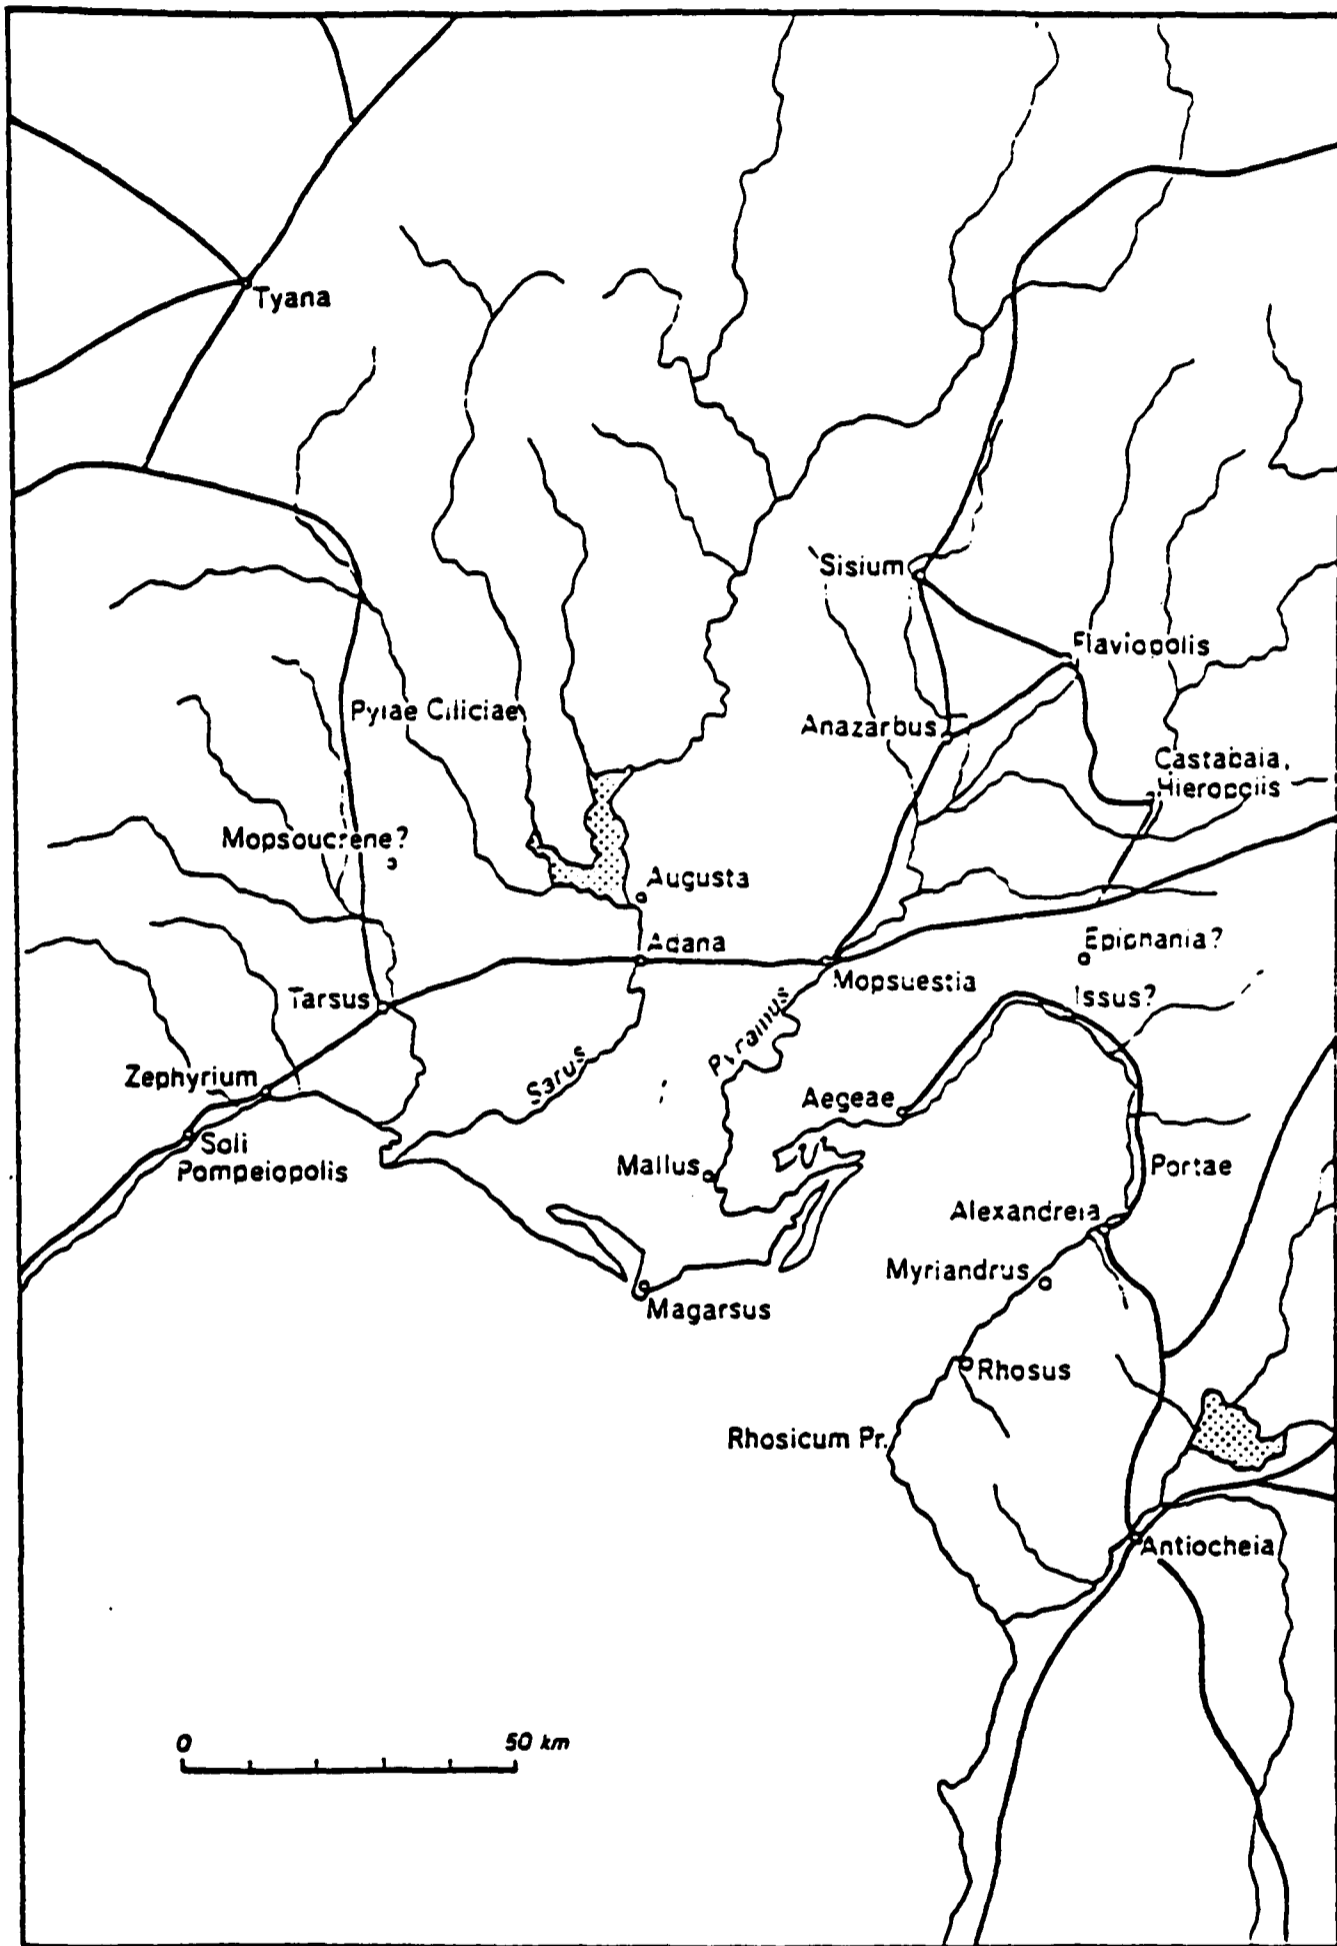 Tyana
Sisium
Flaviopolis
Pylae Ciliciae
Anazarbus
Castabala,
Hieropolis
Mopsoucrene?
Augusta
Adana
Epiphania?
Mopsuestia
Tarsus
Issus?
Pyramus
Sarus
Zephyrium
Aegeae
Soli
Pompeiopolis
Mallus
Portae
Alexandreia
Myriandrus
Magarsus
Rhosus
Rhosicum Pr.
Antiocheia
0 50 km